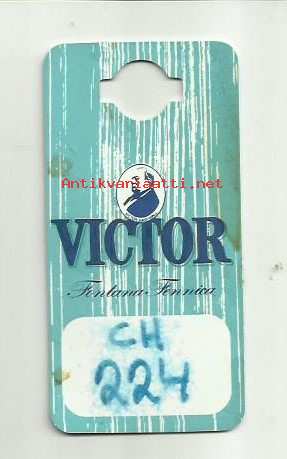 Antikvariaatti.net
VICTOR
Fontana Fennica
CH
224